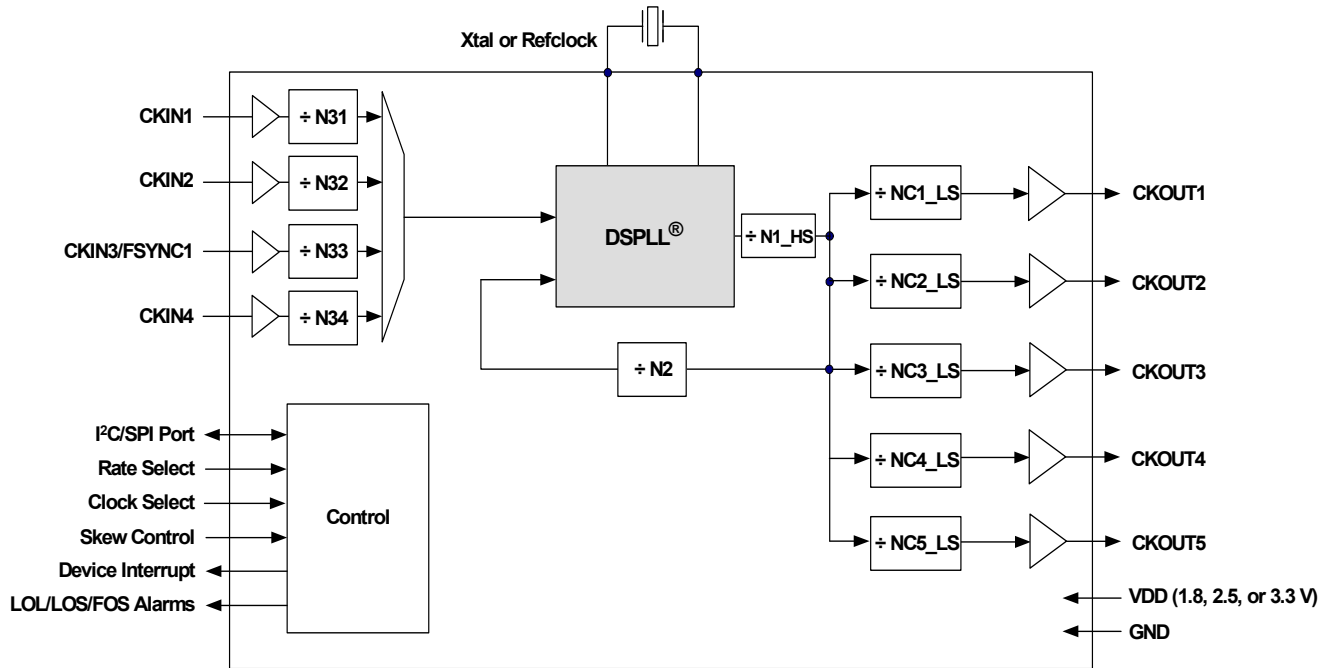 Xtal or Refclock
CKIN1
÷ N31
CKIN2
÷ N32
CKIN3/FSYNC1
÷ N33
CKIN4
÷ N34
DSPLL®
÷ N1_HS
÷ N2
÷ NC1_LS
CKOUT1
÷ NC2_LS
CKOUT2
÷ NC3_LS
CKOUT3
÷ NC4_LS
CKOUT4
÷ NC5_LS
CKOUT5
I²C/SPI Port
Rate Select
Clock Select
Skew Control
Device Interrupt
LOL/LOS/FOS Alarms
Control
VDD (1.8, 2.5, or 3.3 V)
GND